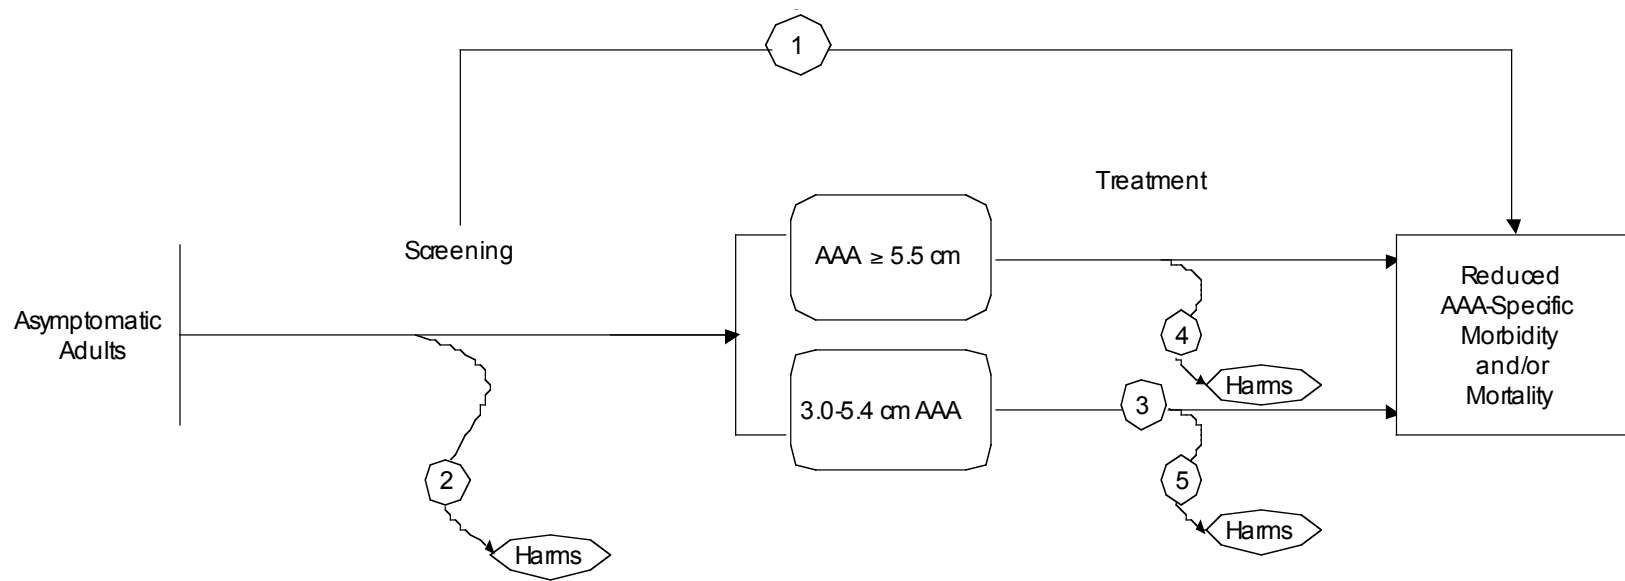 1
Treatment
Screening
AAA ≥ 5.5 cm
Reduced
AAA-Specific
Morbidity
and/or
Mortality
Asymptomatic
Adults
4
Harms
3.0-5.4 cm AAA
3
2
5
Harms
Harms